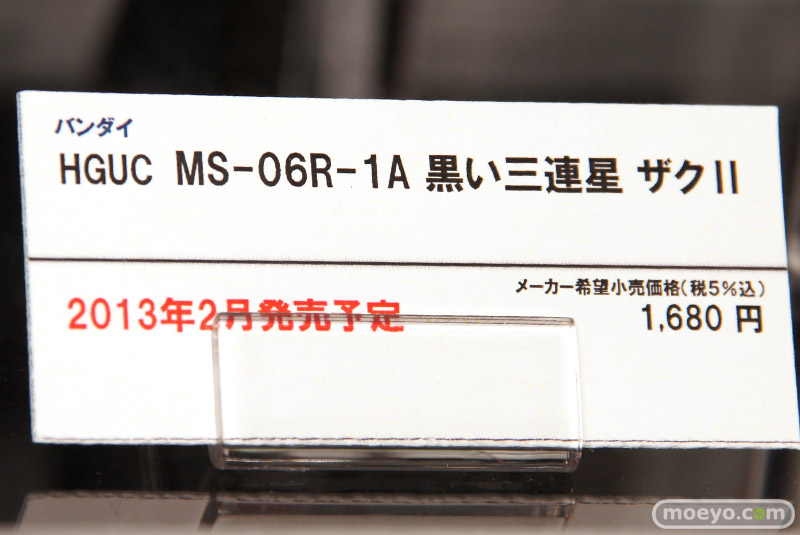 バンダイ
HGUC MS-06R-1A 黒い三連星 ザクII
メーカー希望小売価格(税5%込)
2013年2月発売予定
1,680 円
moeyo.com